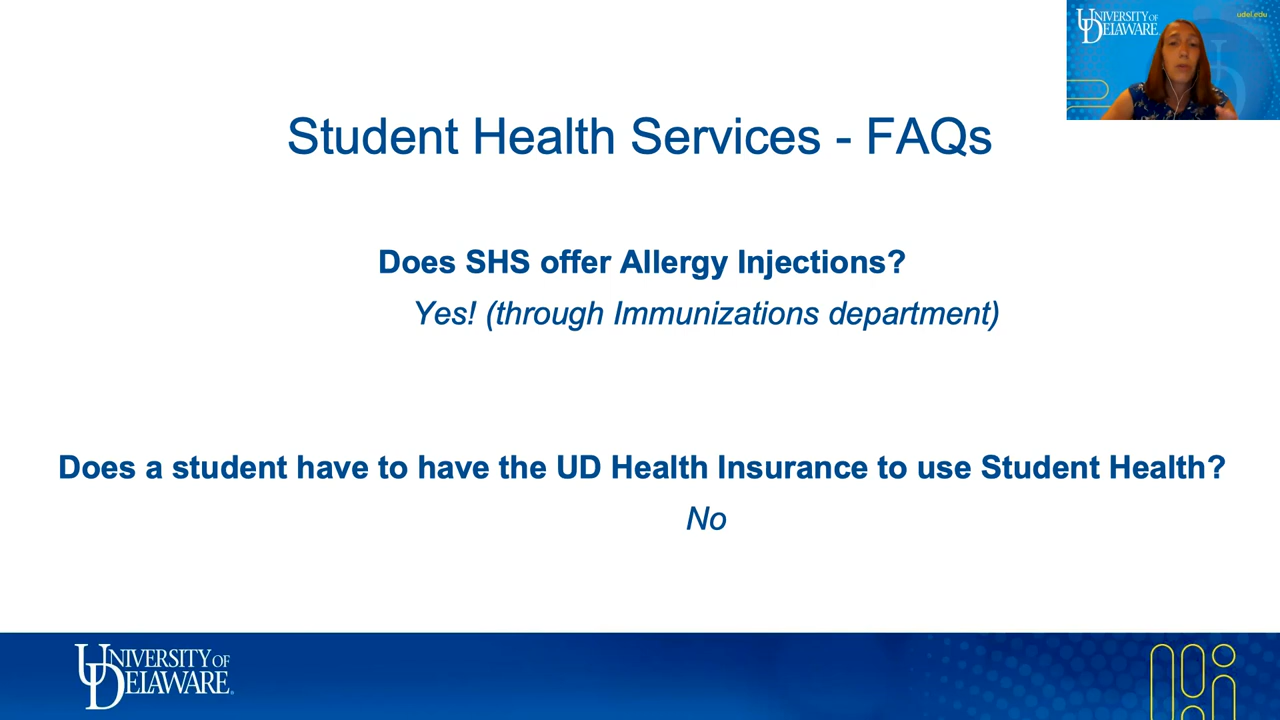 UNIVERSITY OF
DELAWARE
udel.edu
Student Health Services - FAQs
Does SHS offer Allergy Injections?
Yes! (through Immunizations department)
Does a student have to have the UD Health Insurance to use Student Health?
No
UNIVERSITY OF
DELAWARE